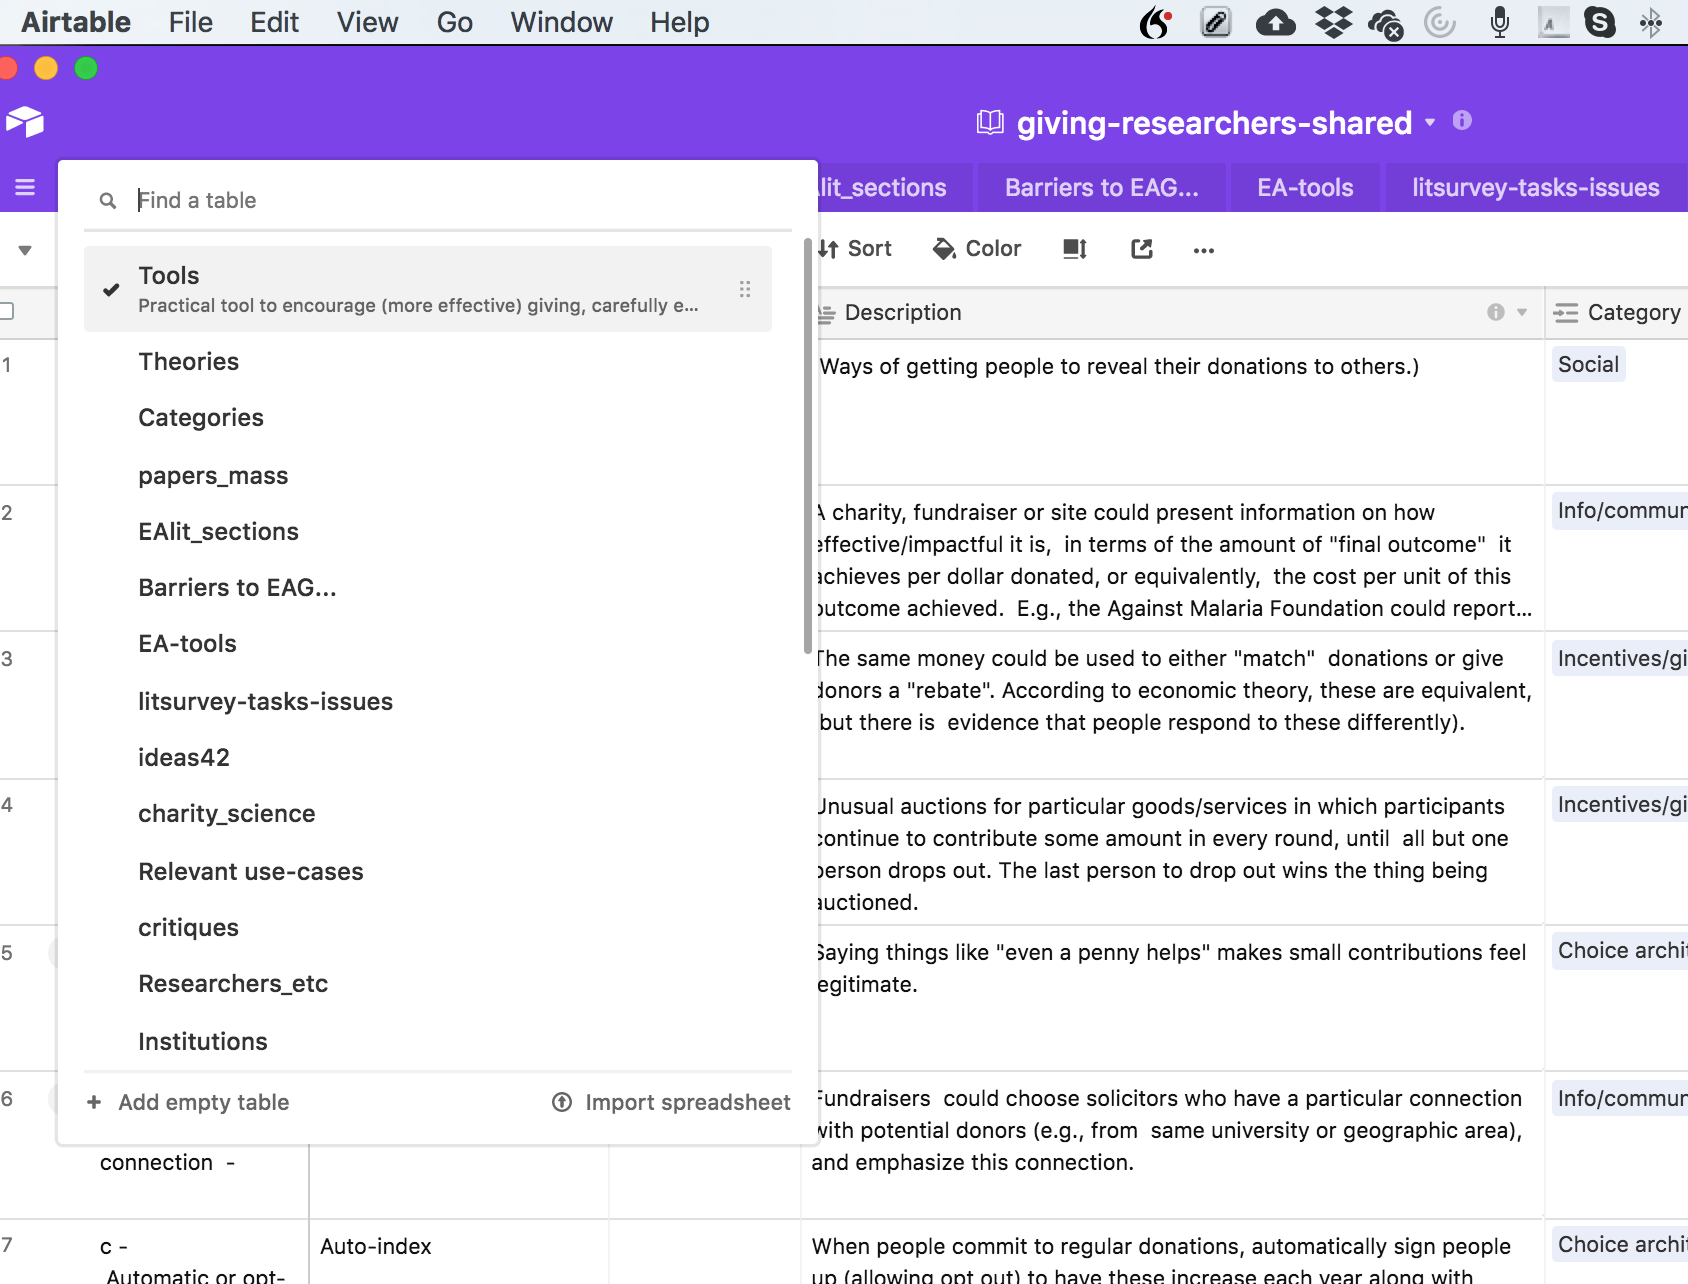 Airtable File Edit View Go Window Help
giving-researchers-shared
Find a table
Barriers to EAG... EA-tools litsurvey-tasks-issues
Tools
Practical tool to encourage (more effective) giving, carefully e...
Theories
Categories
papers_mass
EAlit_sections
Barriers to EAG...
EA-tools
litsurvey-tasks-issues
ideas42
charity_science
Relevant use-cases
critiques
Researchers_etc
Institutions
+ Add empty table Import spreadsheet
lit_sections
Sort Color ...
Description Category
1
Ways of getting people to reveal their donations to others.)
Social
2
A charity, fundraiser or site could present information on how
effective/impactful it is, in terms of the amount of "final outcome" it
achieves per dollar donated, or equivalently, the cost per unit of this
outcome achieved. E.g., the Against Malaria Foundation could report...
Info/commun
3
The same money could be used to either "match" donations or give
donors a "rebate". According to economic theory, these are equivalent,
but there is evidence that people respond to these differently).
Incentives/gi
4
Unusual auctions for particular goods/services in which participants
continue to contribute some amount in every round, until all but one
person drops out. The last person to drop out wins the thing being
auctioned.
Incentives/gi
5
Saying things like "even a penny helps" makes small contributions feel
legitimate.
Choice archit
6
connection -
Fundraisers could choose solicitors who have a particular connection
with potential donors (e.g., from same university or geographic area),
and emphasize this connection.
Info/commun
7
c -
Automatic or opt-
Auto-index
When people commit to regular donations, automatically sign people
up (allowing opt out) to have these increase each year along with
Choice archit